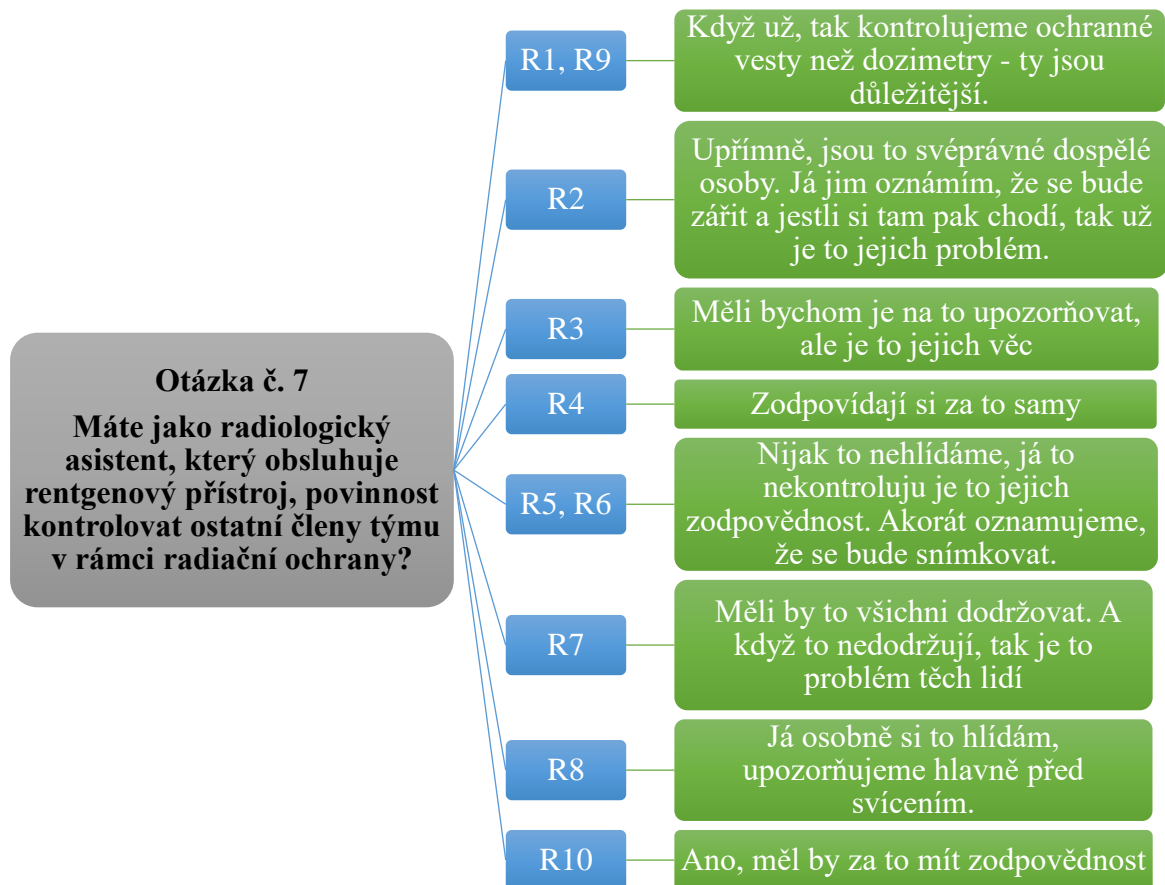 Otázka č. 7
Máte jako radiologický
asistent, který obsluhuje
rentgenový přístroj, povinnost
kontrolovat ostatní členy týmu
v rámci radiační ochrany?
R1, R9
Když už, tak kontrolujeme ochranné
vesty než dozimetry - ty jsou
důležitější.
R2
Upřímně, jsou to svéprávné dospělé
osoby. Já jim oznámím, že se bude
zářit a jestli si tam pak chodí, tak už
je to jejich problém.
R3
Měli bychom je na to upozorňovat,
ale je to jejich věc
R4
Zodpovídají si za to samy
R5, R6
Nijak to nehlídáme, já to
nekontroluju je to jejich
zodpovědnost. Akorát oznamujeme,
že se bude snímkovat.
R7
Měli by to všichni dodržovat. A
když to nedodržují, tak je to
problém těch lidí
R8
Já osobně si to hlídám,
upozorňujeme hlavně před
svícením.
R10
Ano, měl by za to mít zodpovědnost